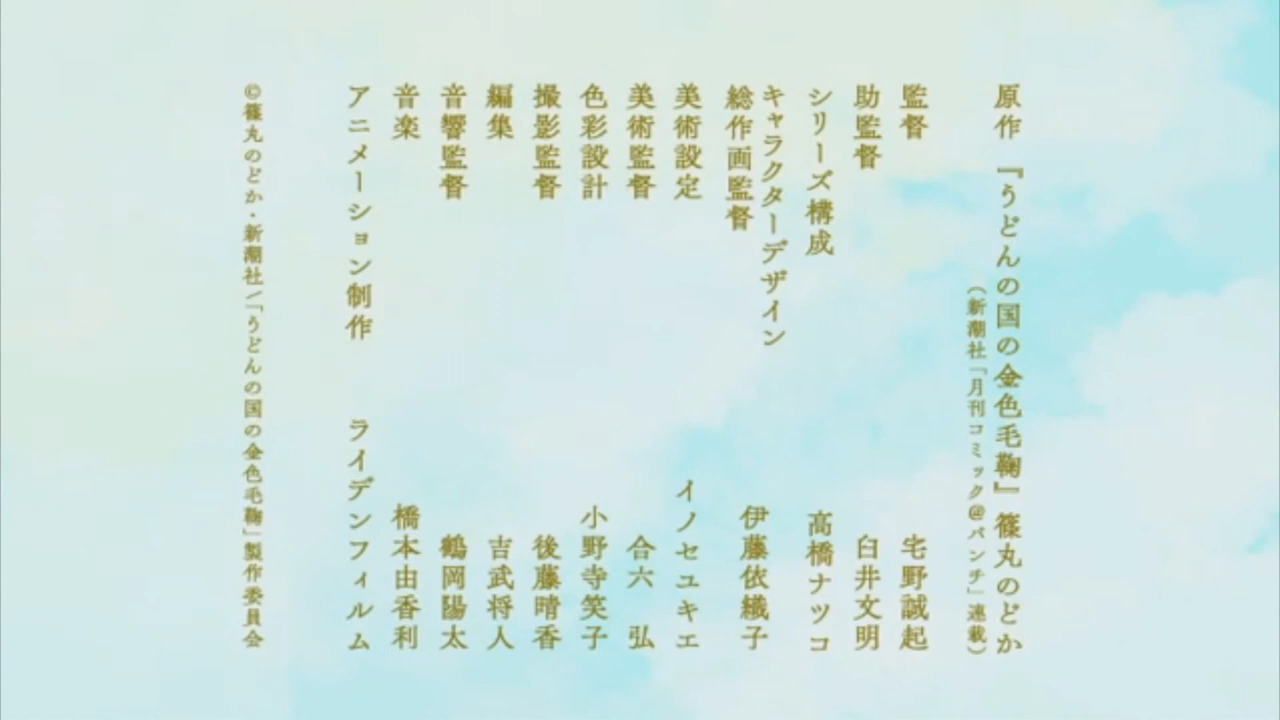 原作 『うどんの国の金色毛鞠』 篠丸のどか
（新潮社「月刊コミック@バンチ」連載）
監督 宅野誠起
助監督 臼井文明
シリーズ構成 高橋ナツコ
キャラクターデザイン
総作画監督 伊藤依織子
美術設定 イノセユキエ
美術監督 合六 弘
色彩設計 小野寺笑子
撮影監督 後藤晴香
編集 吉武将人
音響監督 鶴岡陽太
音楽 橋本由香利
アニメーション制作 ライデンフィルム
©篠丸のどか・新潮社／「うどんの国の金色毛鞠」製作委員会